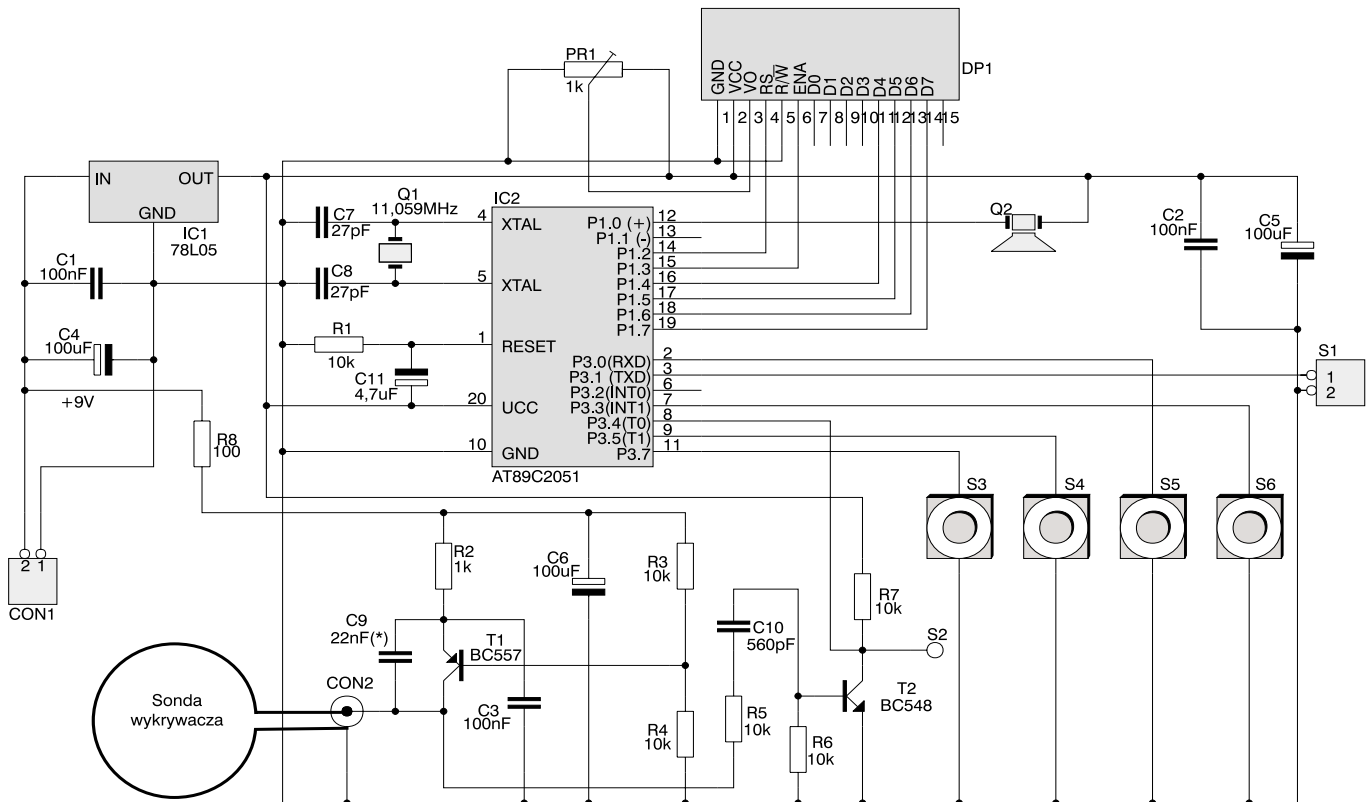 PR1
1k
DP1
GND
VCC
VO
RS
R/W
ENA
D0
D1
D2
D3
D4
D5
D6
D7
1 2 3 4 5 6 7 8 9 10 11 12 13 14 15
IN OUT
GND
IC1
78L05
C7
27pF
Q1
11,059MHz
C8
27pF
C1
100nF
C4
100uF
+9V
R1
10k
C11
4,7uF
R8
100
IC2
4 XTAL
5 XTAL
1 RESET
20 UCC
10 GND
P1.0 (+) 12
P1.1 (-) 13
P1.2 14
P1.3 15
P1.4 16
P1.5 17
P1.6 18
P1.7 19
P3.0(RXD) 2
P3.1 (TXD) 3
P3.2(INT0) 6
P3.3(INT1) 7
P3.4(T0) 8
P3.5(T1) 9
P3.7 11
AT89C2051
Q2
C2
100nF
C5
100uF
S1
1
2
S3
S4
S5
S6
2 1
CON1
R2
1k
C6
100uF
R3
10k
C9
22nF(*)
T1
BC557
CON2
Sonda
wykrywacza
C3
100nF
R4
10k
C10
560pF
R5
10k
R6
10k
R7
10k
S2
T2
BC548